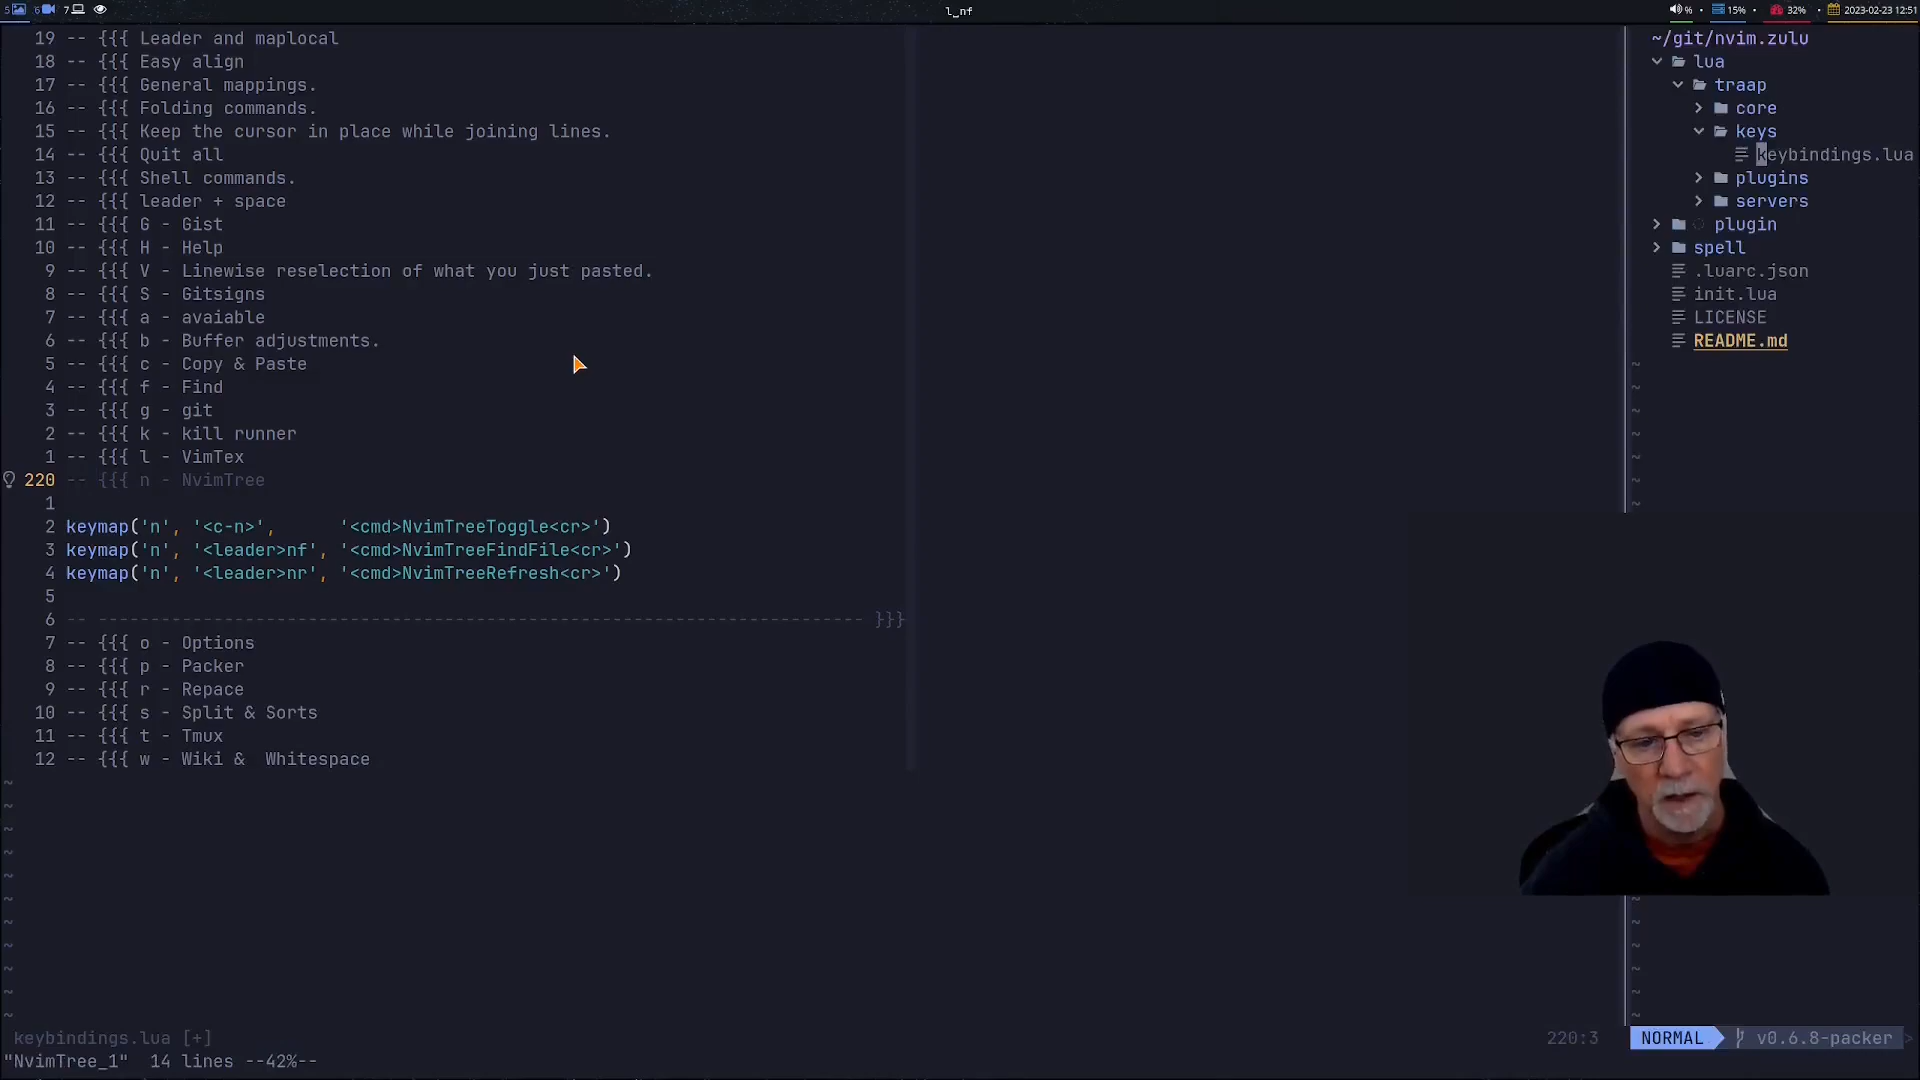 5 6 7
l_nf
% • 15% • 32% • 2023-02-23 12:51
19 -- {{{ Leader and maplocal
18 -- {{{ Easy align
17 -- {{{ General mappings.
16 -- {{{ Folding commands.
15 -- {{{ Keep the cursor in place while joining lines.
14 -- {{{ Quit all
13 -- {{{ Shell commands.
12 -- {{{ leader + space
11 -- {{{ G - Gist
10 -- {{{ H - Help
9 -- {{{ V - Linewise reselection of what you just pasted.
8 -- {{{ S - Gitsigns
7 -- {{{ a - avaiable
6 -- {{{ b - Buffer adjustments.
5 -- {{{ c - Copy & Paste
4 -- {{{ f - Find
3 -- {{{ g - git
2 -- {{{ k - kill runner
1 -- {{{ l - VimTex
220 -- {{{ n - NvimTree
1
2 keymap('n', '<c-n>',      '<cmd>NvimTreeToggle<cr>')
3 keymap('n', '<leader>nf', '<cmd>NvimTreeFindFile<cr>')
4 keymap('n', '<leader>nr', '<cmd>NvimTreeRefresh<cr>')
5
6 -- ------------------------------------------------------------------------- }}}
7 -- {{{ o - Options
8 -- {{{ p - Packer
9 -- {{{ r - Repace
10 -- {{{ s - Split & Sorts
11 -- {{{ t - Tmux
12 -- {{{ w - Wiki &  Whitespace
~/git/nvim.zulu
lua
traap
core
keys
keybindings.lua
plugins
servers
plugin
spell
.luarc.json
init.lua
LICENSE
README.md
keybindings.lua [+]
220:3
NORMAL v0.6.8-packer >
"NvimTree_1"  14 lines --42%--